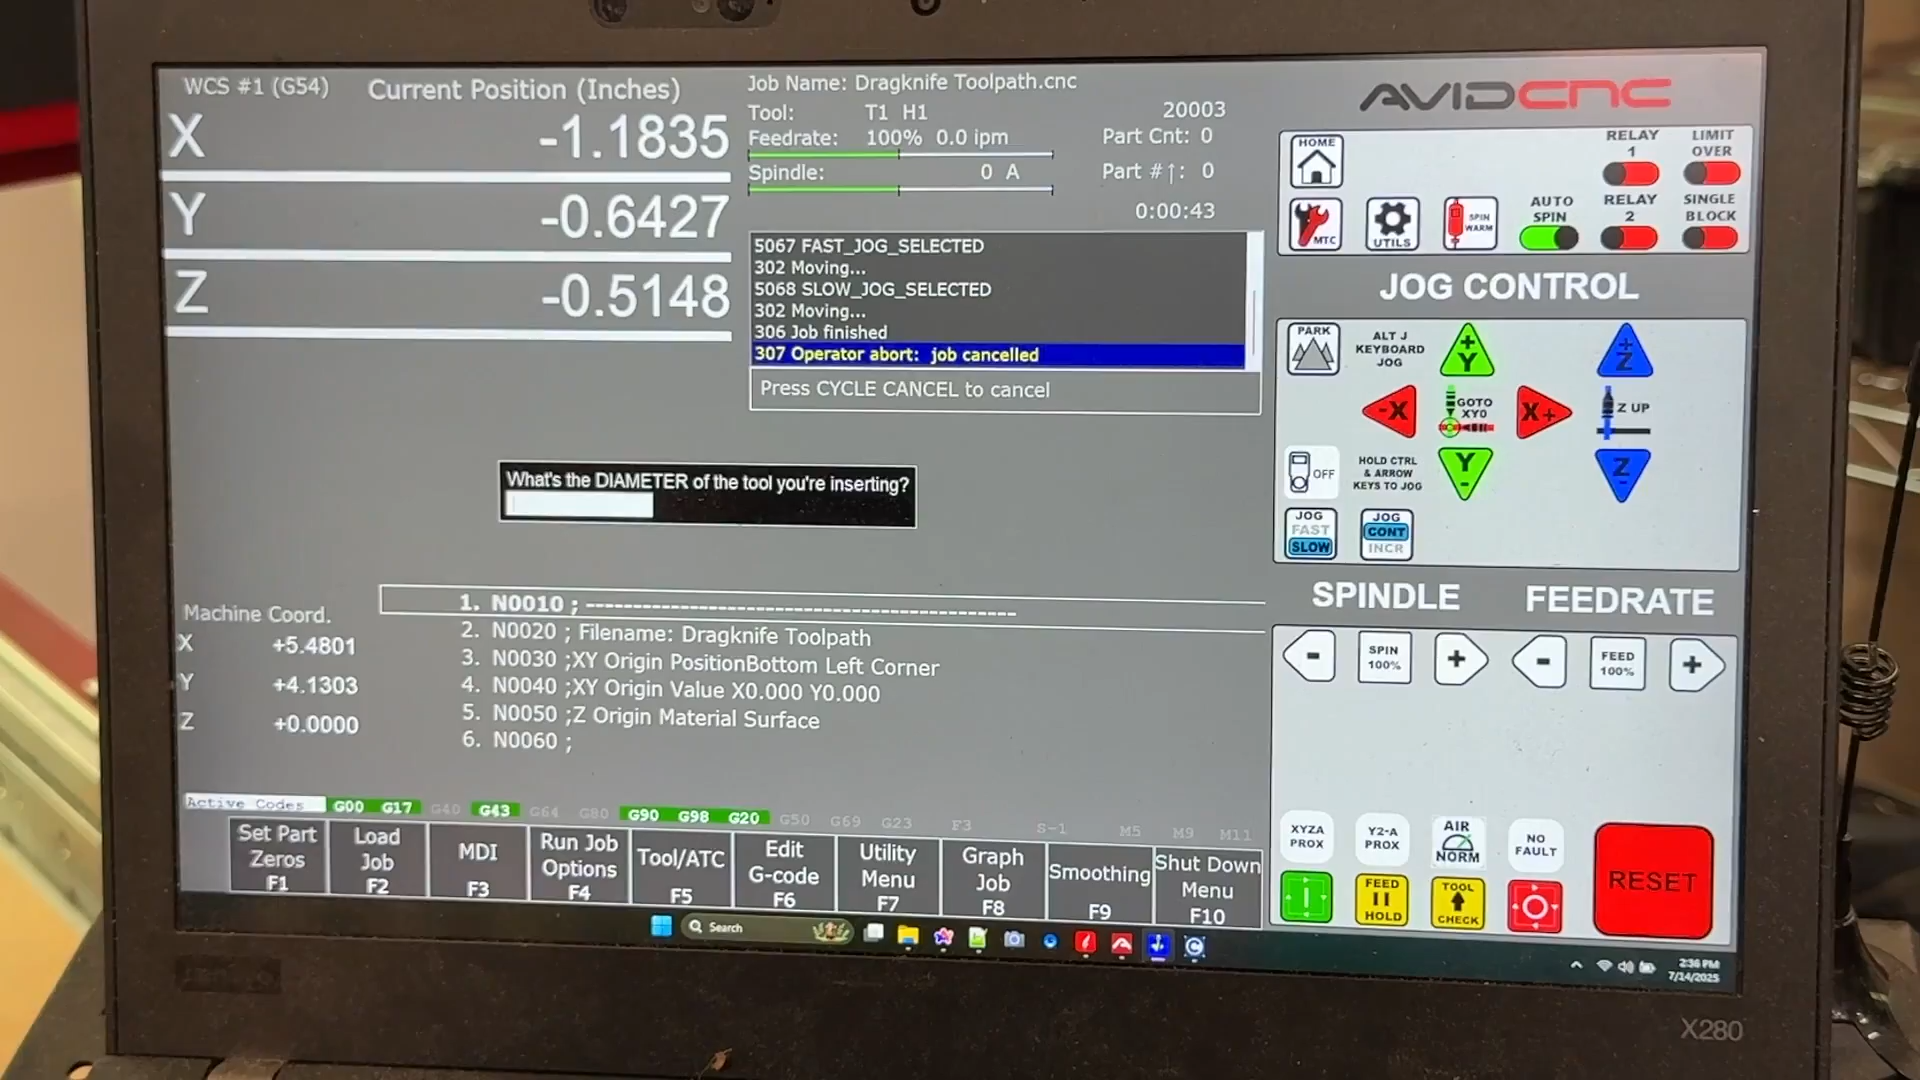 WCS #1 (G54)
Current Position (Inches)
X -1.1835
Y -0.6427
Z -0.5148
Job Name: Dragknife Toolpath.cnc
Tool: T1 H1
20003
Feedrate: 100% 0.0 ipm
Part Cnt: 0
Spindle: 0 A
Part #↑: 0
0:00:43
5067 FAST_JOG_SELECTED
302 Moving...
5068 SLOW_JOG_SELECTED
302 Moving...
306 Job finished
307 Operator abort: job cancelled
Press CYCLE CANCEL to cancel
What's the DIAMETER of the tool you're inserting?
Machine Coord.
X +5.4801
Y +4.1303
Z +0.0000
1. N0010 ; ---------------------------------------------
2. N0020 ; Filename: Dragknife Toolpath
3. N0030 ;XY Origin PositionBottom Left Corner
4. N0040 ;XY Origin Value X0.000 Y0.000
5. N0050 ;Z Origin Material Surface
6. N0060 ;
Active Codes G00 G17 G40 G43 G64 G80 G90 G98 G20 G50 G69 G23 F3 S-1 M5 M9 M11
Set Part Zeros F1
Load Job F2
MDI F3
Run Job Options F4
Tool/ATC F5
Edit G-code F6
Utility Menu F7
Graph Job F8
Smoothing F9
Shut Down Menu F10
AVIDCNC
HOME
RELAY 1
LIMIT OVER
MTC
UTILS
SPIN WARM
AUTO SPIN
RELAY 2
SINGLE BLOCK
JOG CONTROL
PARK
ALT J KEYBOARD JOG
+Y
+Z
-X
GOTO XY0
X+
Z UP
OFF
HOLD CTRL & ARROW KEYS TO JOG
Y-
Z-
JOG FAST SLOW
JOG CONT INCR
SPINDLE
FEEDRATE
-
SPIN 100%
+
-
FEED 100%
+
XYZA PROX
Y2-A PROX
AIR NORM
NO FAULT
FEED HOLD
TOOL CHECK
RESET
Search
2:36 PM
7/14/2025
X280